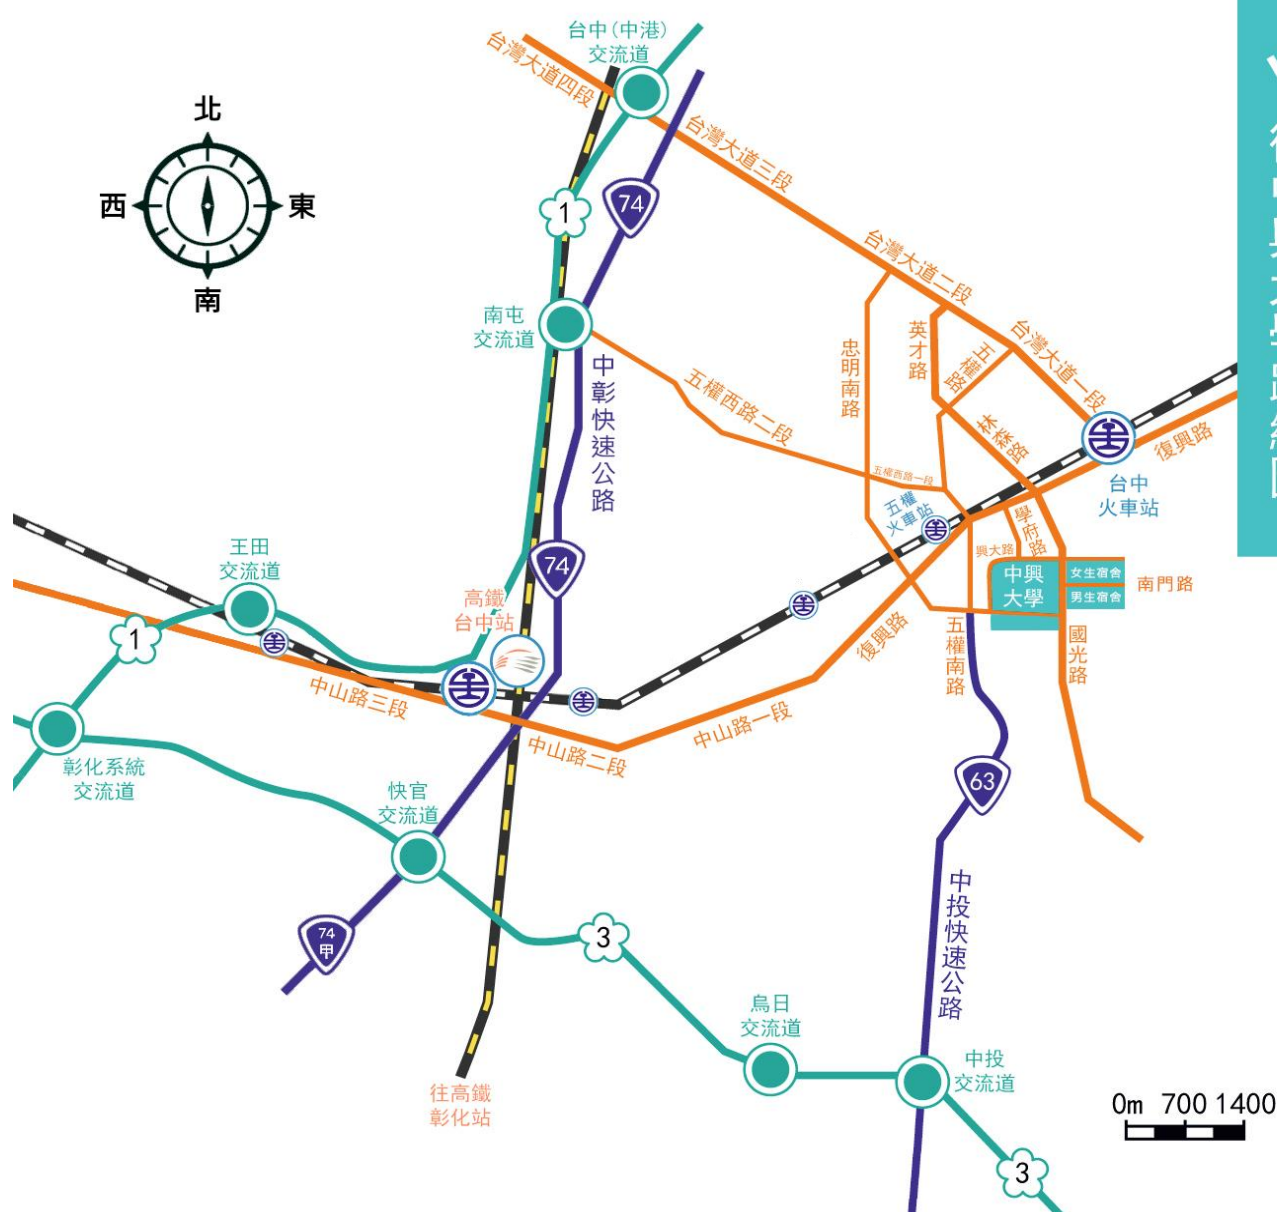 台中(中港)
交流道
台灣大道四段
北
台灣大道三段
西
東
1
74
台灣大道二段
南
南屯
交流道
英才路
五權路
台灣大道一段
忠明南路
中彰快速公路
五權西路二段
林森路
復興路
五權西路一段
台中
火車站
五權
火車站
學府路
王田
交流道
興大路
74
中興
大學
女生宿舍
男生宿舍
南門路
高鐵
台中站
1
復興路
五權南路
國光路
中山路三段
中山路一段
中山路二段
彰化系統
交流道
快官
交流道
63
中投快速公路
74
甲
3
烏日
交流道
中投
交流道
往高鐵
彰化站
0m 700 1400
3